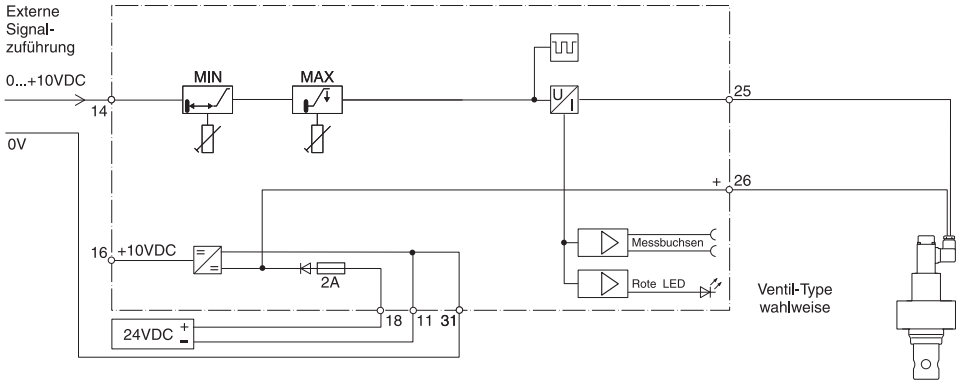 Externe
Signal-
zuführung
0...+10VDC
14
0V
MIN
MAX
U
I
25
+ 26
16 +10VDC
2A
Messbuchsen
Rote LED
Ventil-Type
wahlweise
18 11 31
24VDC + -